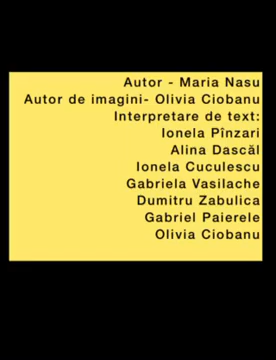 Autor - Maria Nasu
Autor de imagini- Olivia Ciobanu
Interpretare de text:
Ionela Pînzari
Alina Dascăl
Ionela Cuculescu
Gabriela Vasilache
Dumitru Zabulica
Gabriel Paierele
Olivia Ciobanu